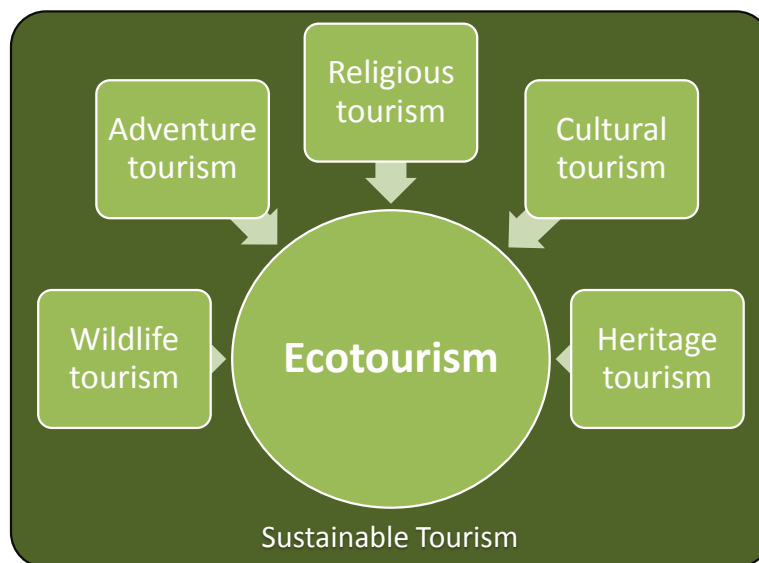 Religious
tourism
Adventure
tourism
Cultural
tourism
Wildlife
tourism
Ecotourism
Heritage
tourism
Sustainable Tourism